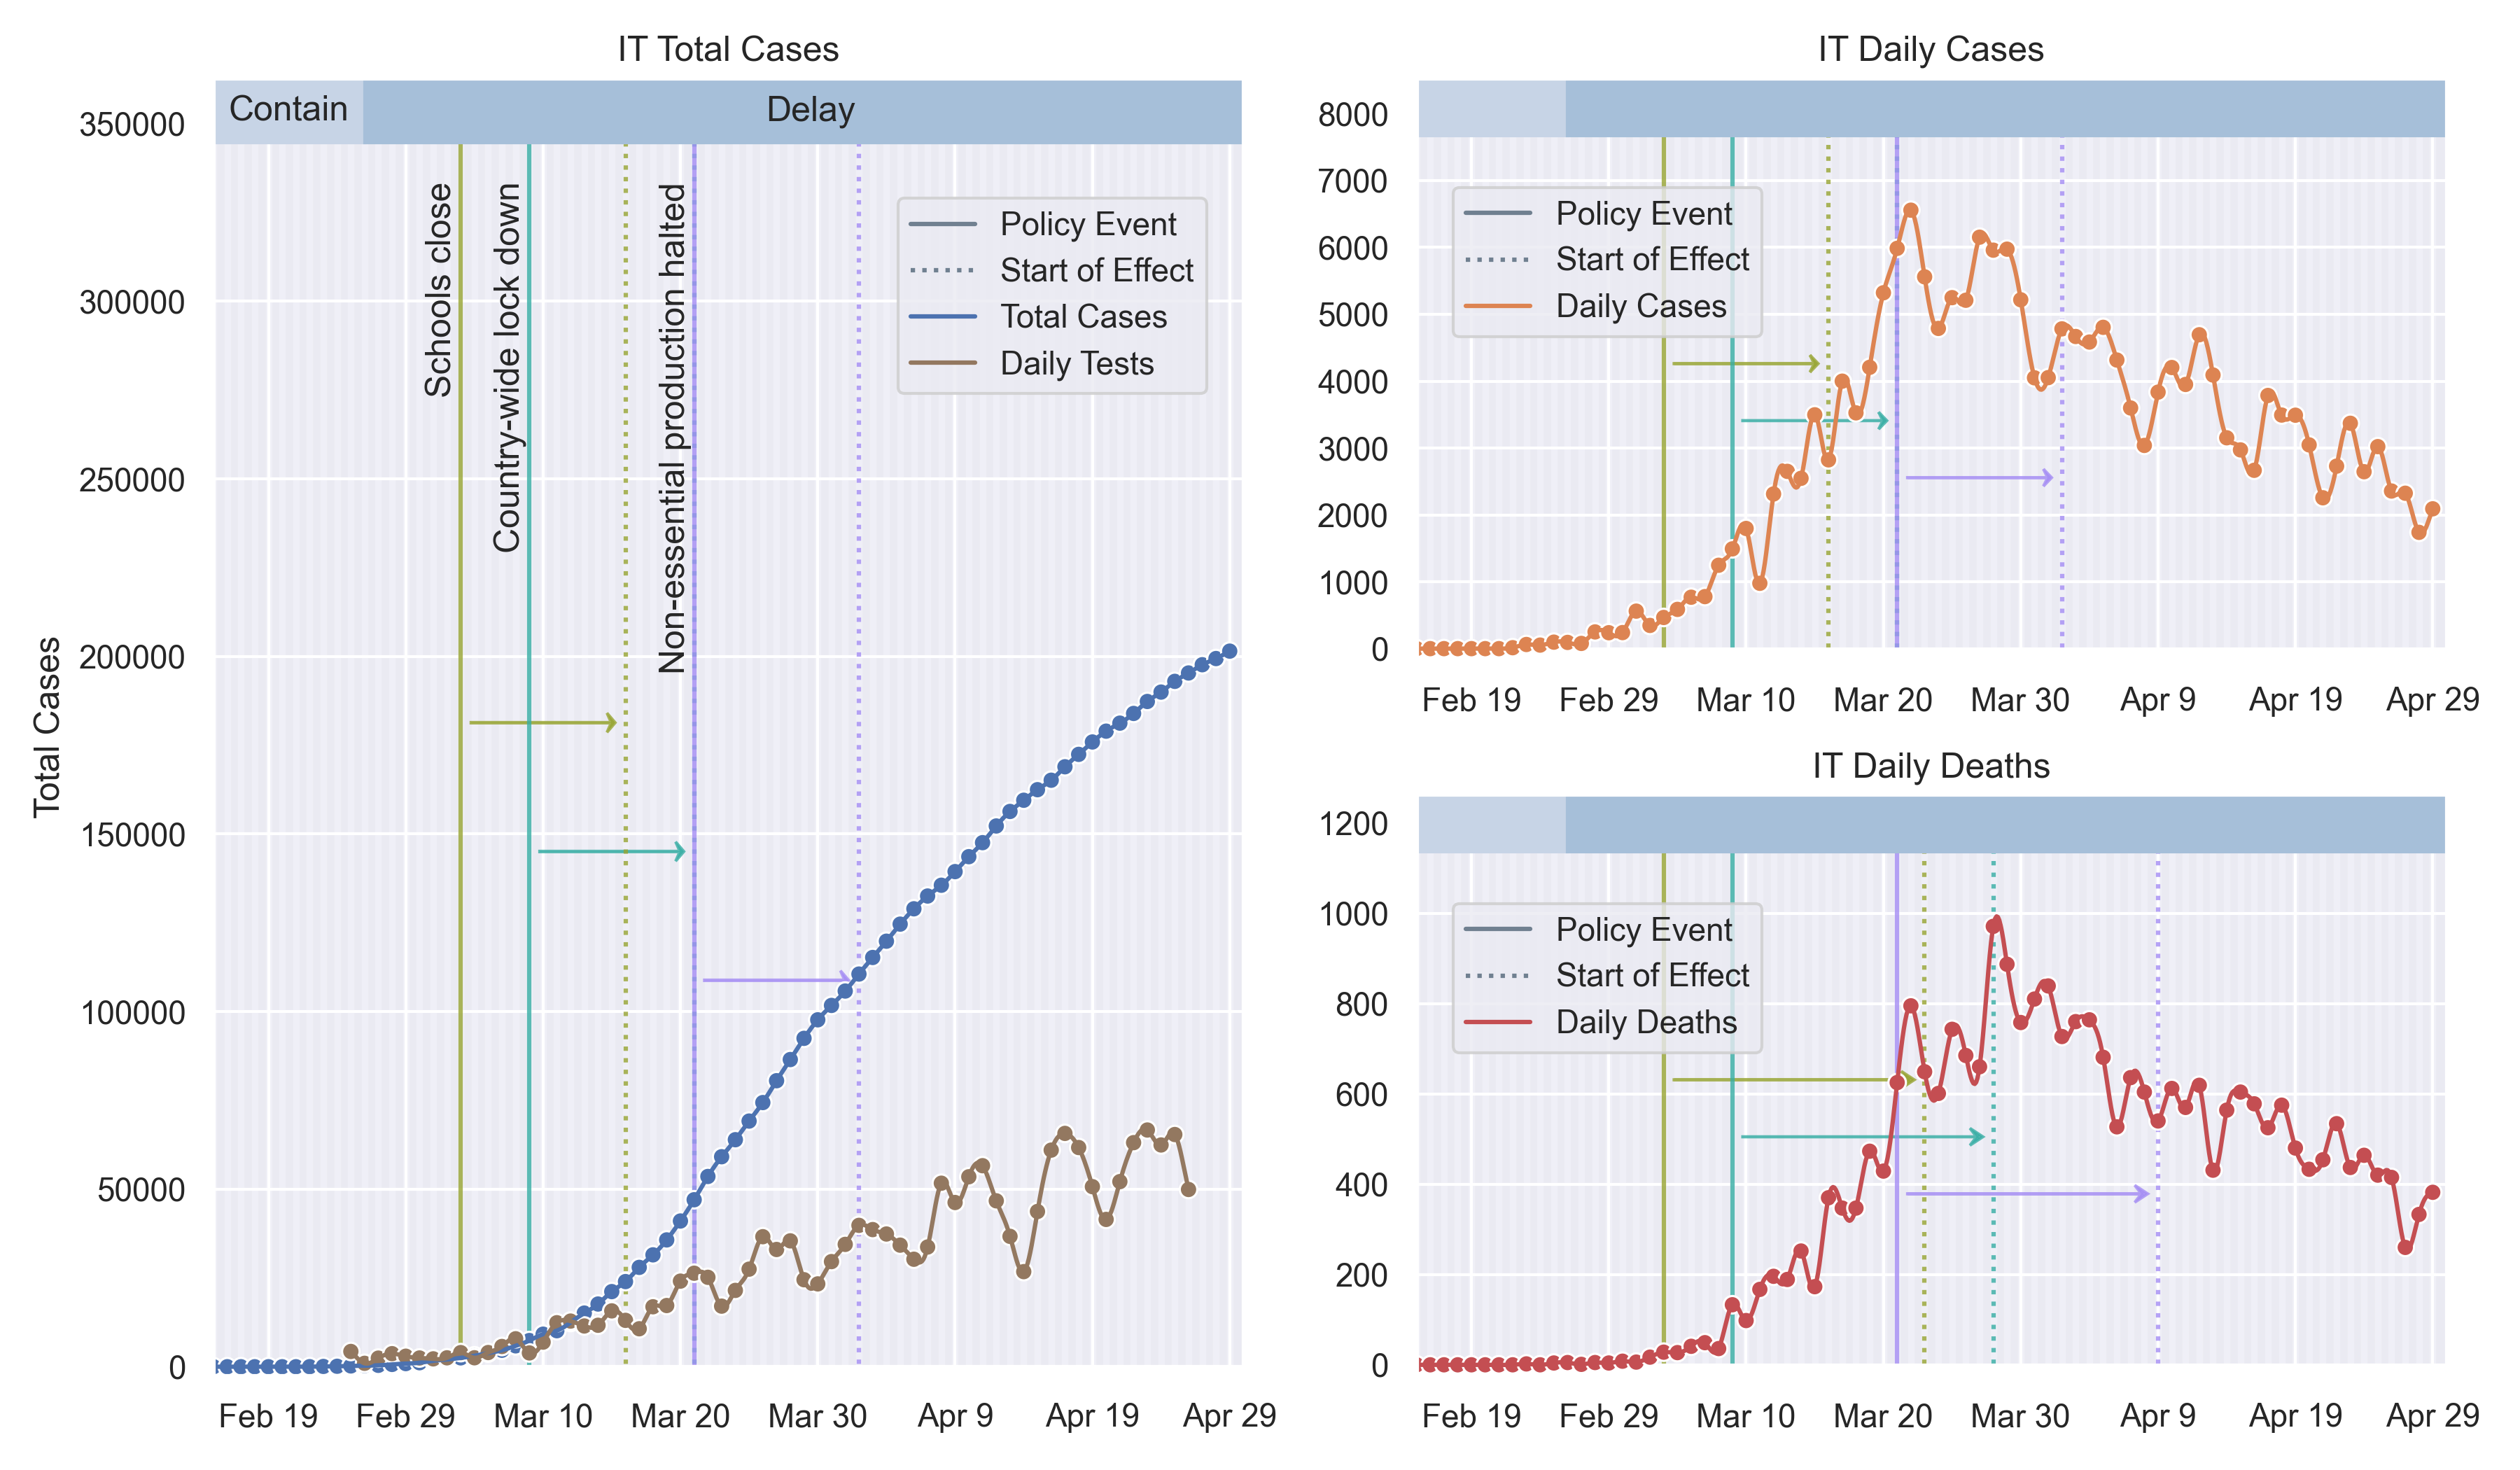 IT Total Cases
Contain
Delay
350000
300000
250000
200000
150000
100000
50000
0
Total Cases
Schools close
Country-wide lock down
Non-essential production halted
Policy Event
Start of Effect
Total Cases
Daily Tests
Feb 19 Feb 29 Mar 10 Mar 20 Mar 30 Apr 9 Apr 19 Apr 29
IT Daily Cases
8000
7000
6000
5000
4000
3000
2000
1000
0
Policy Event
Start of Effect
Daily Cases
Feb 19 Feb 29 Mar 10 Mar 20 Mar 30 Apr 9 Apr 19 Apr 29
IT Daily Deaths
1200
1000
800
600
400
200
0
Policy Event
Start of Effect
Daily Deaths
Feb 19 Feb 29 Mar 10 Mar 20 Mar 30 Apr 9 Apr 19 Apr 29